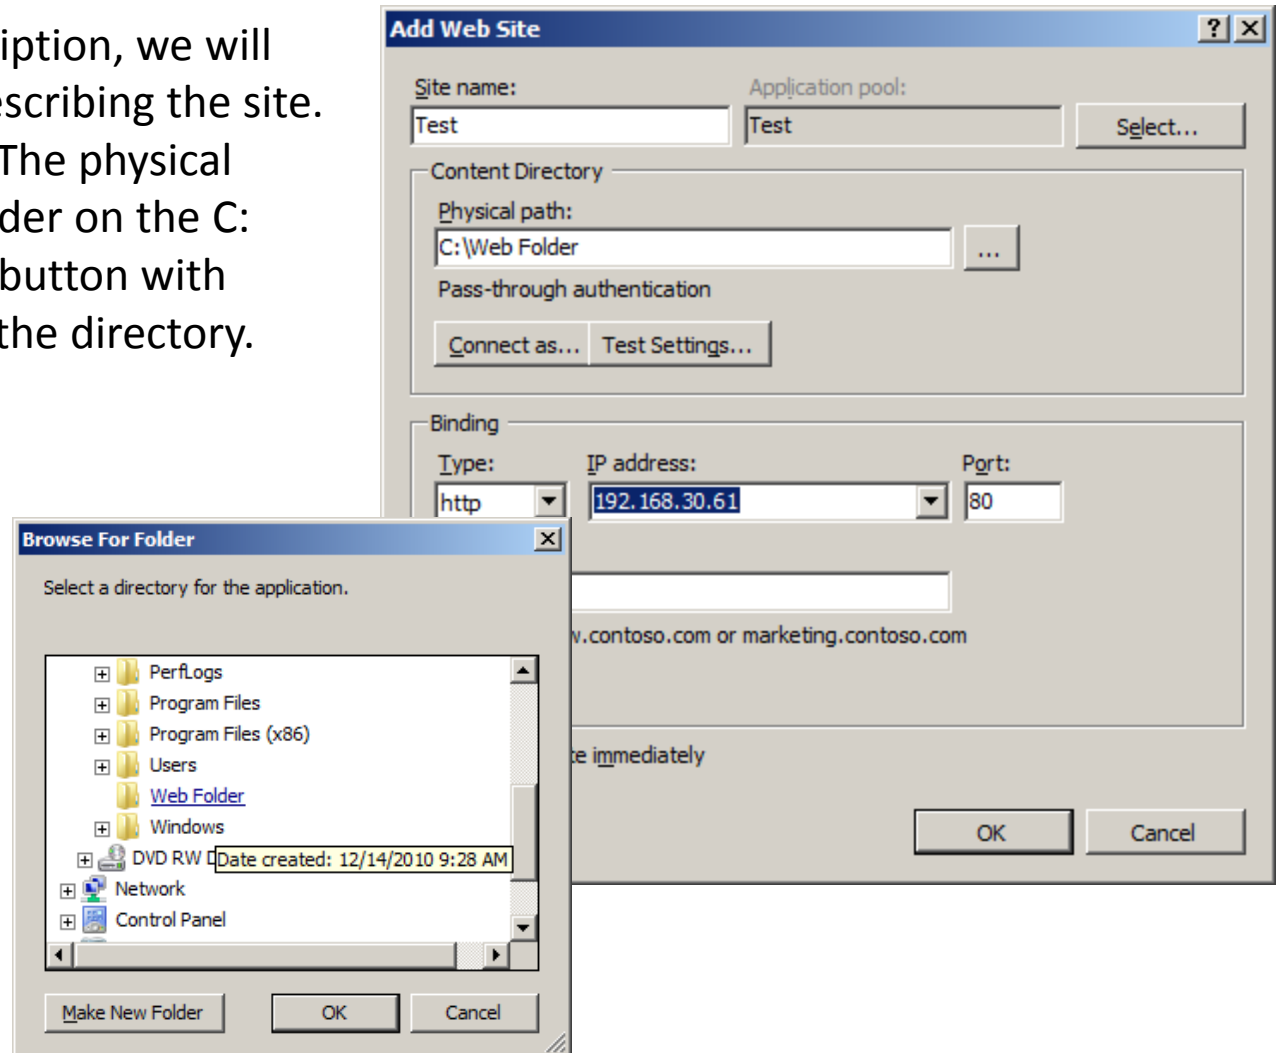 iption, we will
escribing the site.
The physical
der on the C:
button with
the directory.
Add Web Site
Site name:
Application pool:
Test
Test
Select...
Content Directory
Physical path:
C:\Web Folder
...
Pass-through authentication
Connect as...
Test Settings...
Binding
Type:
IP address:
Port:
http
192.168.30.61
80
.contoso.com or marketing.contoso.com
te immediately
OK
Cancel
Browse For Folder
Select a directory for the application.
PerfLogs
Program Files
Program Files (x86)
Users
Web Folder
Windows
DVD RW D
Date created: 12/14/2010 9:28 AM
Network
Control Panel
Make New Folder
OK
Cancel